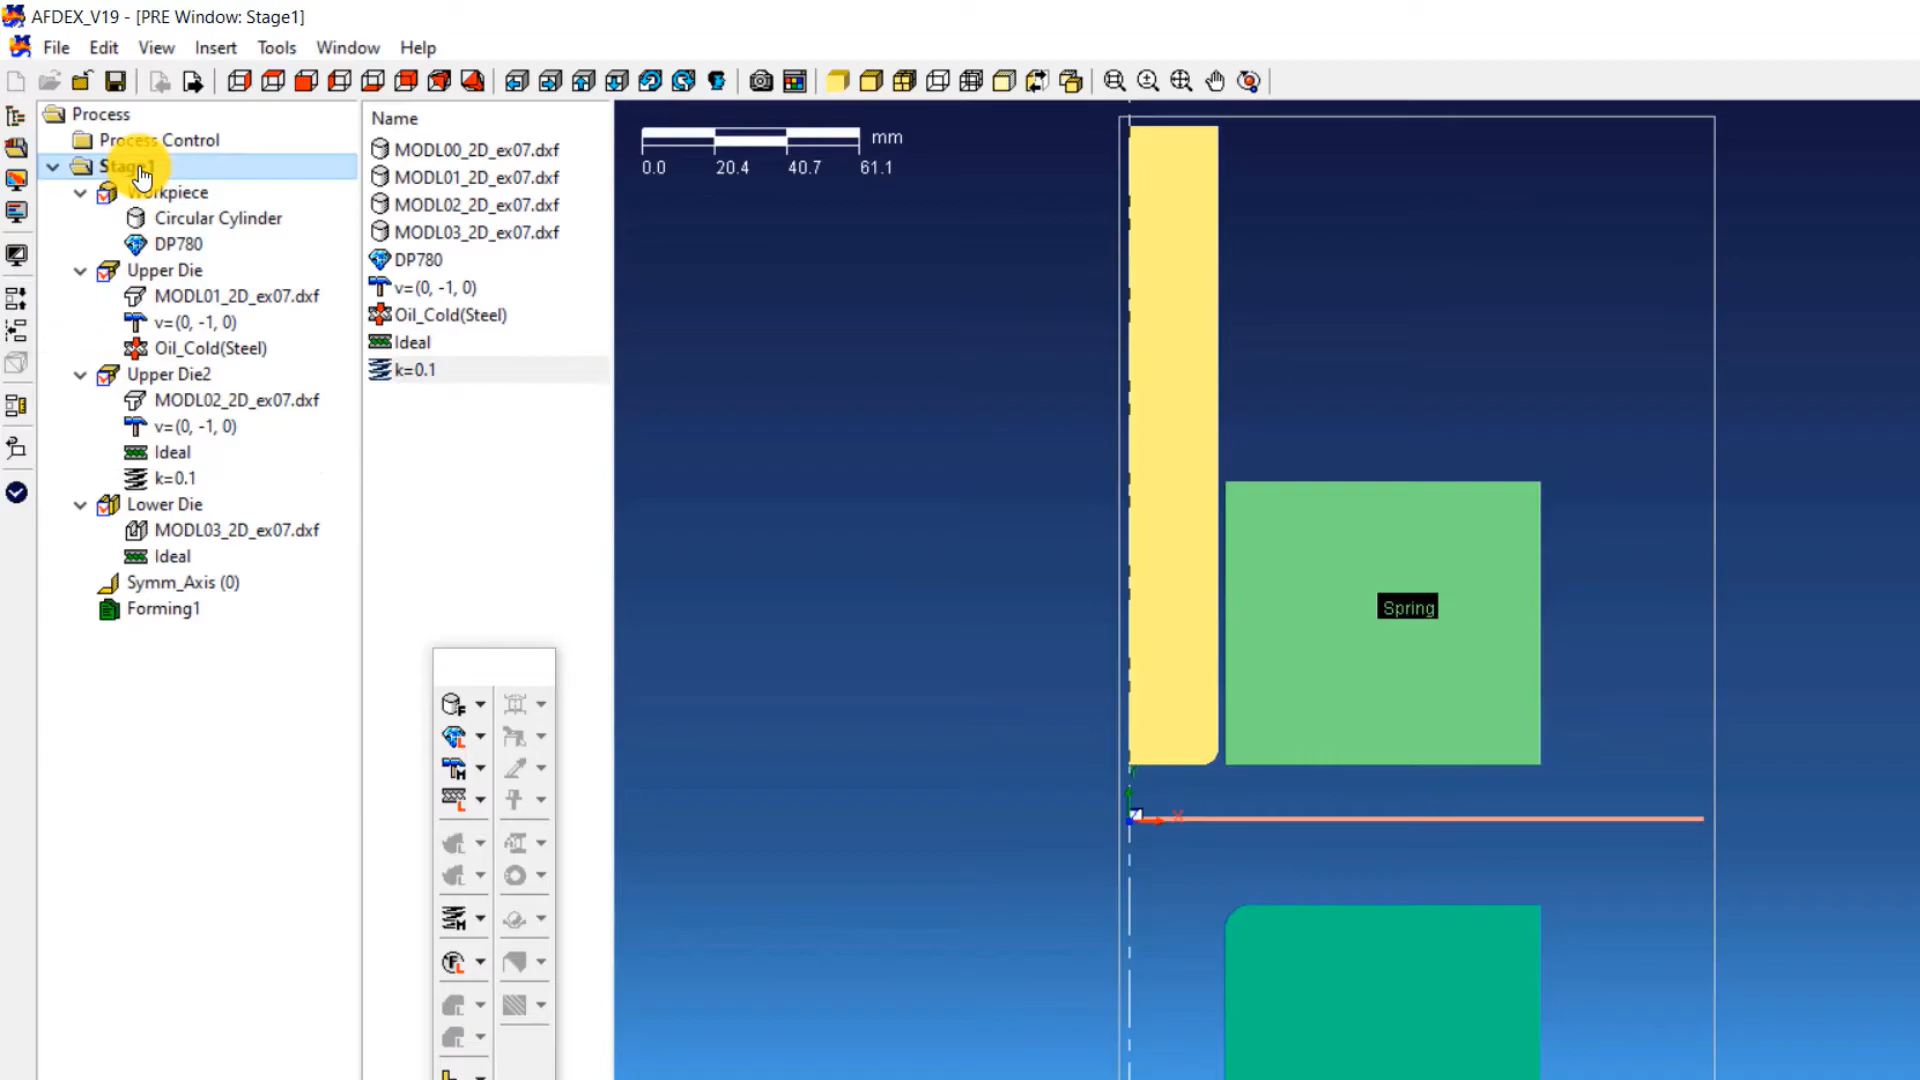 AFDEX_V19 - [PRE Window: Stage1]
File Edit View Insert Tools Window Help
Process
Process Control
Stage1
Workpiece
Circular Cylinder
DP780
Upper Die
MODL01_2D_ex07.dxf
v=(0, -1, 0)
Oil_Cold(Steel)
Upper Die2
MODL02_2D_ex07.dxf
v=(0, -1, 0)
Ideal
k=0.1
Lower Die
MODL03_2D_ex07.dxf
Ideal
Symm_Axis (0)
Forming1
Name
MODL00_2D_ex07.dxf
MODL01_2D_ex07.dxf
MODL02_2D_ex07.dxf
MODL03_2D_ex07.dxf
DP780
v=(0, -1, 0)
Oil_Cold(Steel)
Ideal
k=0.1
mm
0.0 20.4 40.7 61.1
Spring
X